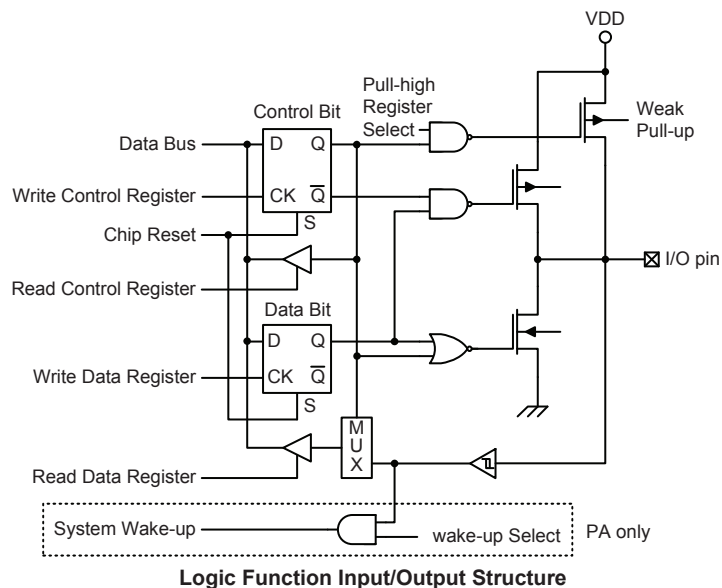 VDD
Pull-high
Register
Select
Weak
Pull-up
Control Bit
Data Bus
D
Q
Write Control Register
CK
Q
S
Chip Reset
I/O pin
Read Control Register
Data Bit
D
Q
Write Data Register
CK
Q
S
M
U
X
Read Data Register
System Wake-up
wake-up Select
PA only
Logic Function Input/Output Structure